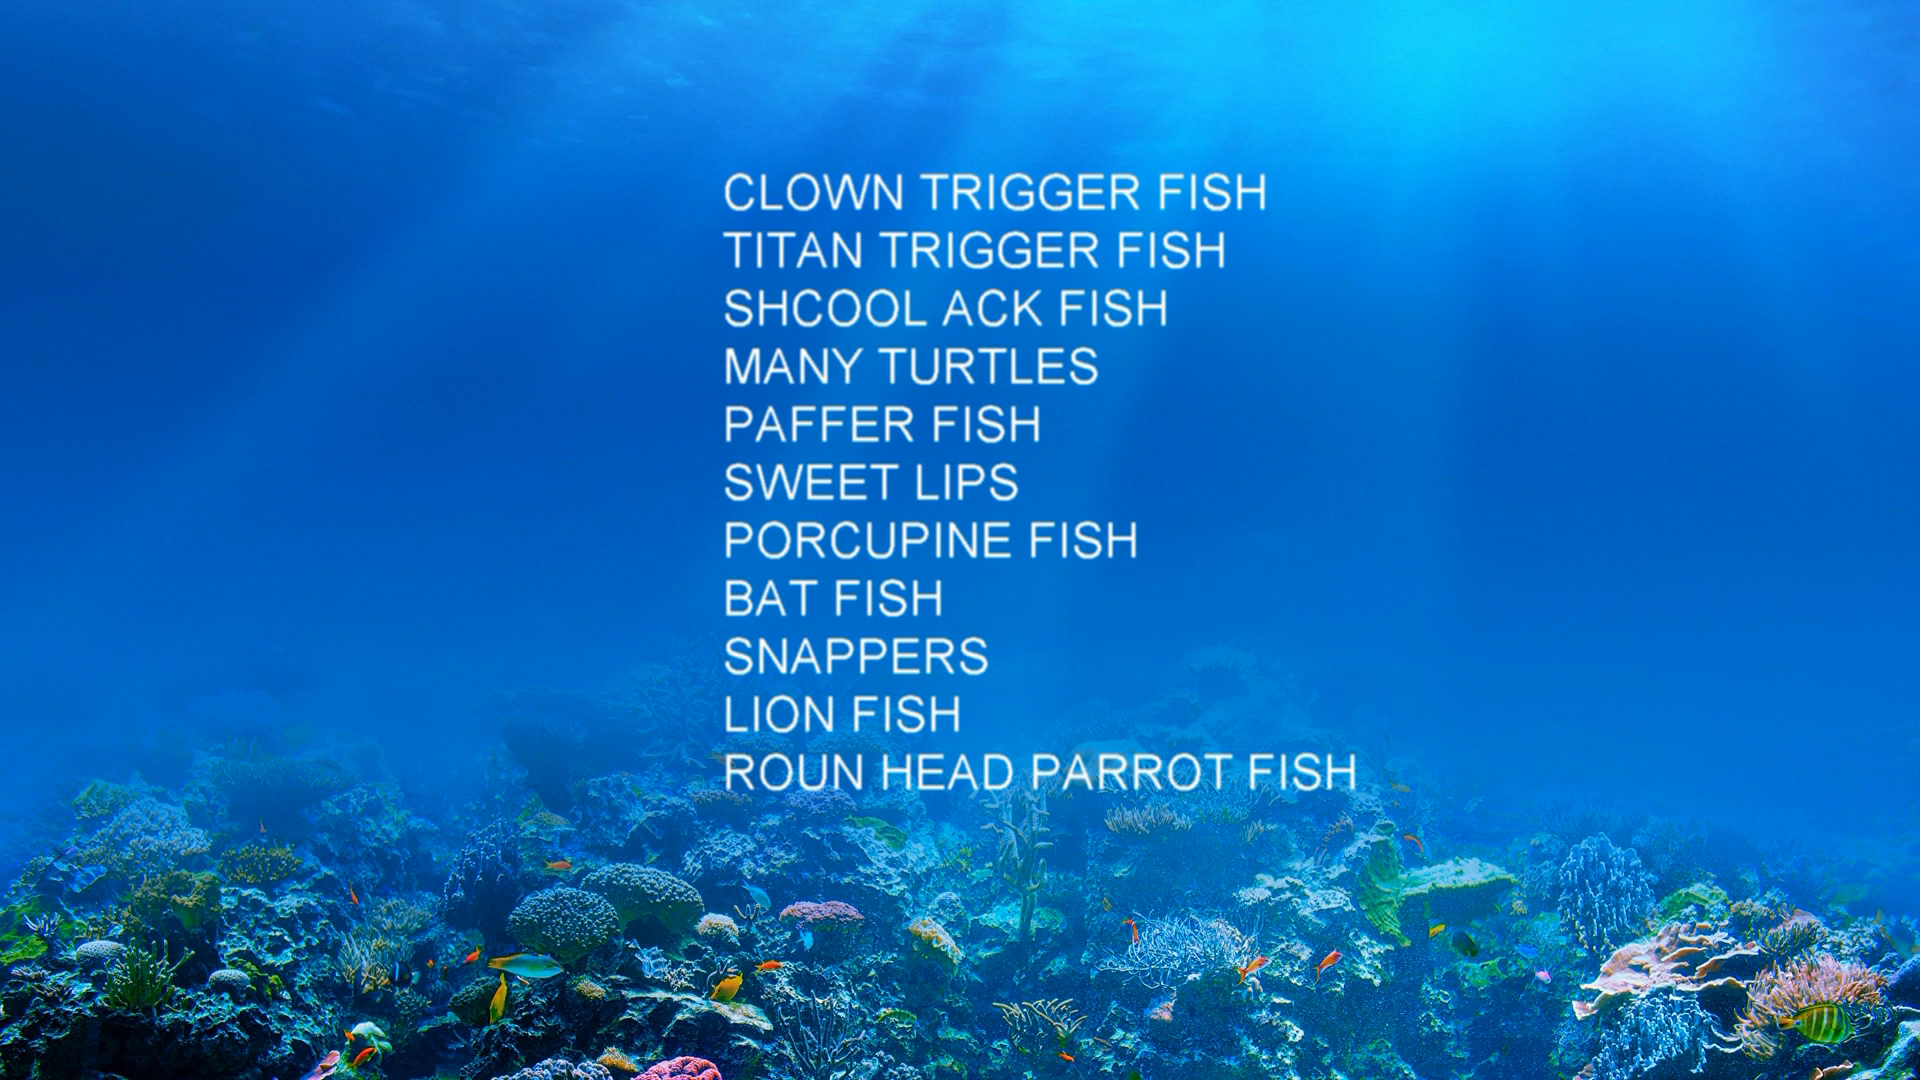 CLOWN TRIGGER FISH
TITAN TRIGGER FISH
SHCOOL ACK FISH
MANY TURTLES
PAFFER FISH
SWEET LIPS
PORCUPINE FISH
BAT FISH
SNAPPERS
LION FISH
ROUN HEAD PARROT FISH